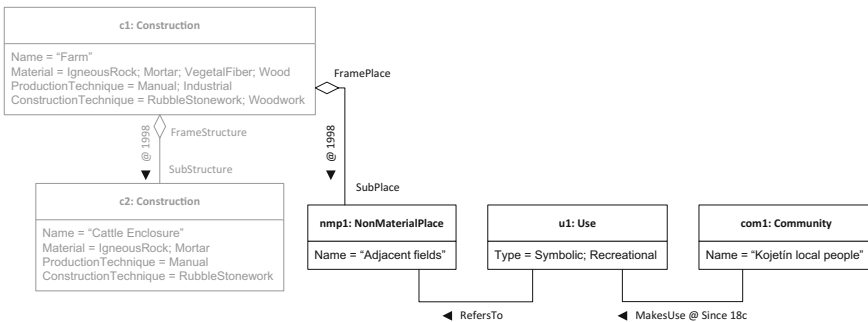 c1: Construction
Name = “Farm”
Material = IgneousRock; Mortar; VegetalFiber; Wood
ProductionTechnique = Manual; Industrial
ConstructionTechnique = RubbleStonework; Woodwork
FramePlace
@ 1998
FrameStructure
@ 1998
SubStructure
SubPlace
c2: Construction
Name = “Cattle Enclosure”
Material = IgneousRock; Mortar
ProductionTechnique = Manual
ConstructionTechnique = RubbleStonework
nmp1: NonMaterialPlace
Name = “Adjacent fields”
u1: Use
Type = Symbolic; Recreational
com1: Community
Name = “Kojetín local people”
RefersTo
MakesUse @ Since 18c